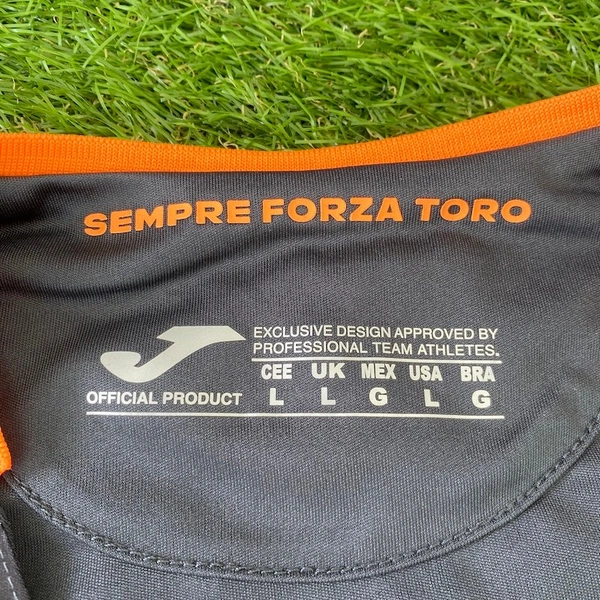 SEMPRE FORZA TORO
EXCLUSIVE DESIGN APPROVED BY
PROFESSIONAL TEAM ATHLETES.
OFFICIAL PRODUCT
CEE UK MEX USA BRA
L L G L G